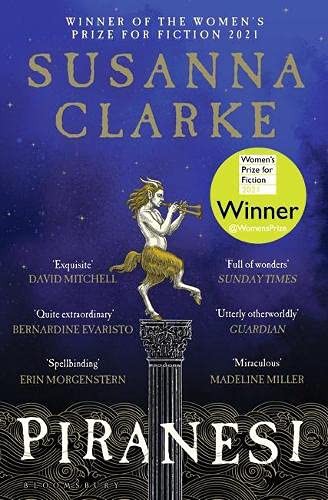 WINNER OF THE WOMEN'S
PRIZE FOR FICTION 2021
SUSANNA
CLARKE
Women's
Prize for
Fiction
2021
Winner
@WomensPrize
'Exquisite'
DAVID MITCHELL
'Full of wonders'
SUNDAY TIMES
'Quite extraordinary'
BERNARDINE EVARISTO
'Utterly otherworldly'
GUARDIAN
'Spellbinding'
ERIN MORGENSTERN
'Miraculous'
MADELINE MILLER
PIRANESI
BLOOMSBURY